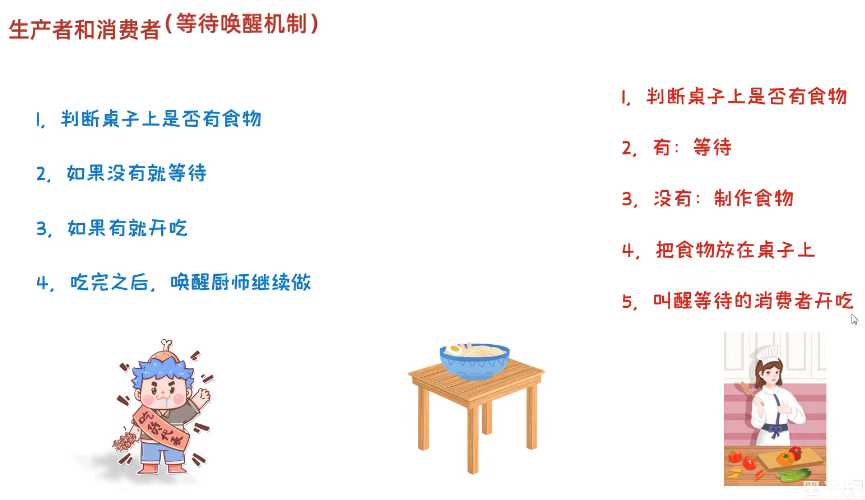 生产者和消费者(等待唤醒机制)
1, 判断桌子上是否有食物
2, 如果没有就等待
3, 如果有就开吃
4, 吃完之后, 唤醒厨师继续做
1, 判断桌子上是否有食物
2, 有: 等待
3, 没有: 制作食物
4, 把食物放在桌子上
5, 叫醒等待的消费者开吃
吃货代表